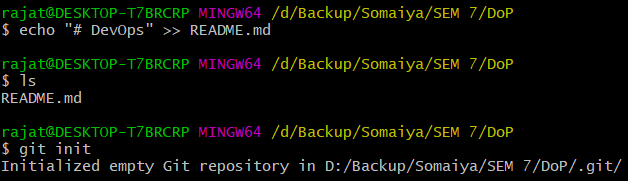 rajat@DESKTOP-T7BRCRP MINGW64 /d/Backup/Somaiya/SEM 7/DoP
$ echo "# DevOps" >> README.md
rajat@DESKTOP-T7BRCRP MINGW64 /d/Backup/Somaiya/SEM 7/DoP
$ ls
README.md
rajat@DESKTOP-T7BRCRP MINGW64 /d/Backup/Somaiya/SEM 7/DoP
$ git init
Initialized empty Git repository in D:/Backup/Somaiya/SEM 7/DoP/.git/